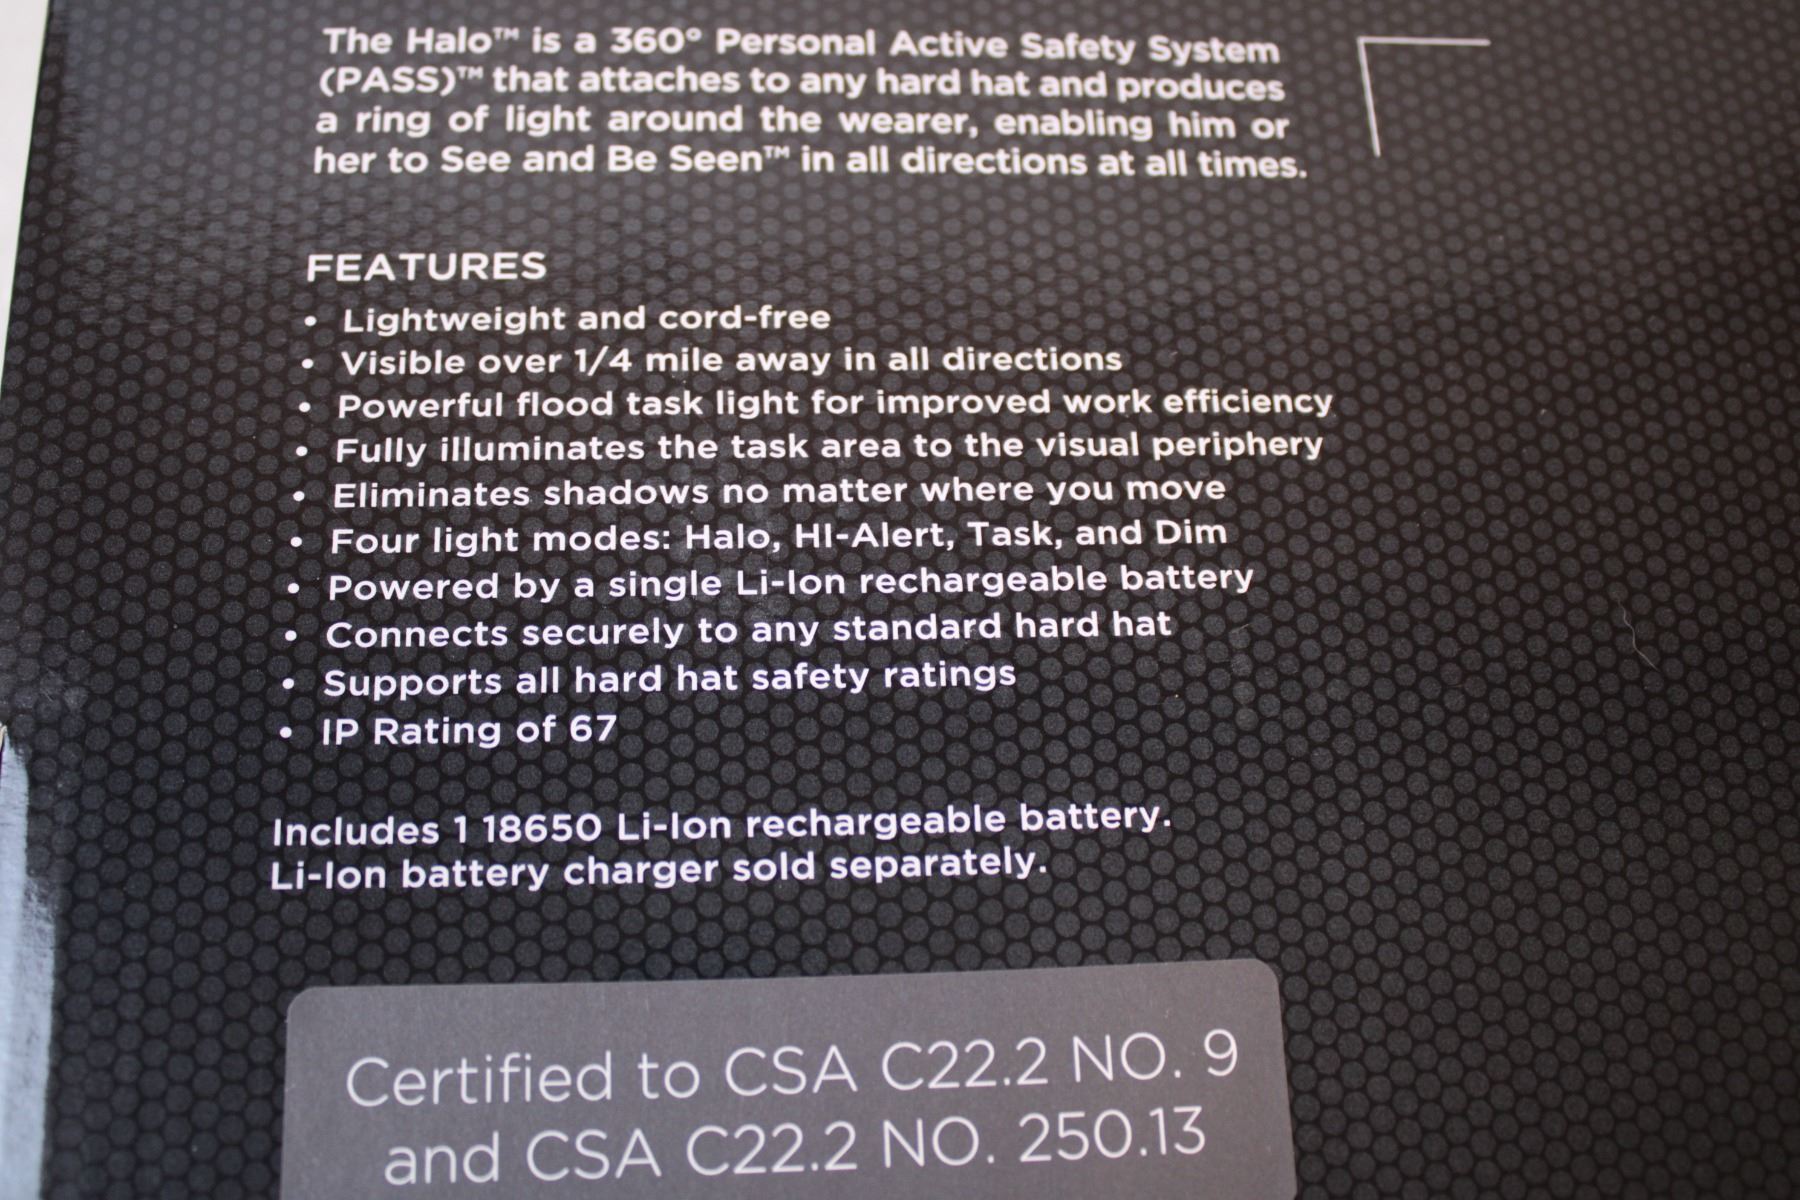 The Halo™ is a 360° Personal Active Safety System
(PASS)™ that attaches to any hard hat and produces
a ring of light around the wearer, enabling him or
her to See and Be Seen™ in all directions at all times.
FEATURES
• Lightweight and cord-free
• Visible over 1/4 mile away in all directions
• Powerful flood task light for improved work efficiency
• Fully illuminates the task area to the visual periphery
• Eliminates shadows no matter where you move
• Four light modes: Halo, HI-Alert, Task, and Dim
• Powered by a single Li-Ion rechargeable battery
• Connects securely to any standard hard hat
• Supports all hard hat safety ratings
• IP Rating of 67
Includes 1 18650 Li-Ion rechargeable battery.
Li-Ion battery charger sold separately.
Certified to CSA C22.2 NO. 9
and CSA C22.2 NO. 250.13